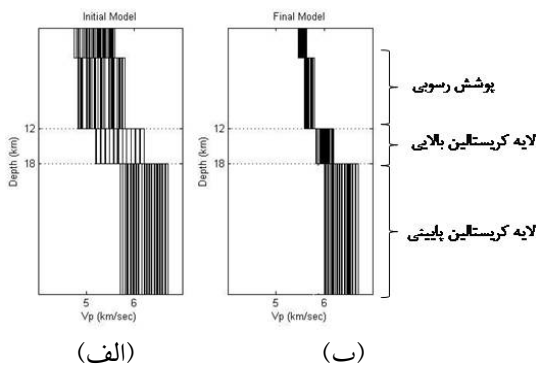 Initial Model
Final Model
12
18
Depth (km)
5
6
Vp (km/sec)
12
18
Depth (km)
5
6
Vp (km/sec)
پوشش رسوبی
لایه کریستالین بالایی
لایه کریستالین پایینی
(الف)
(ب)